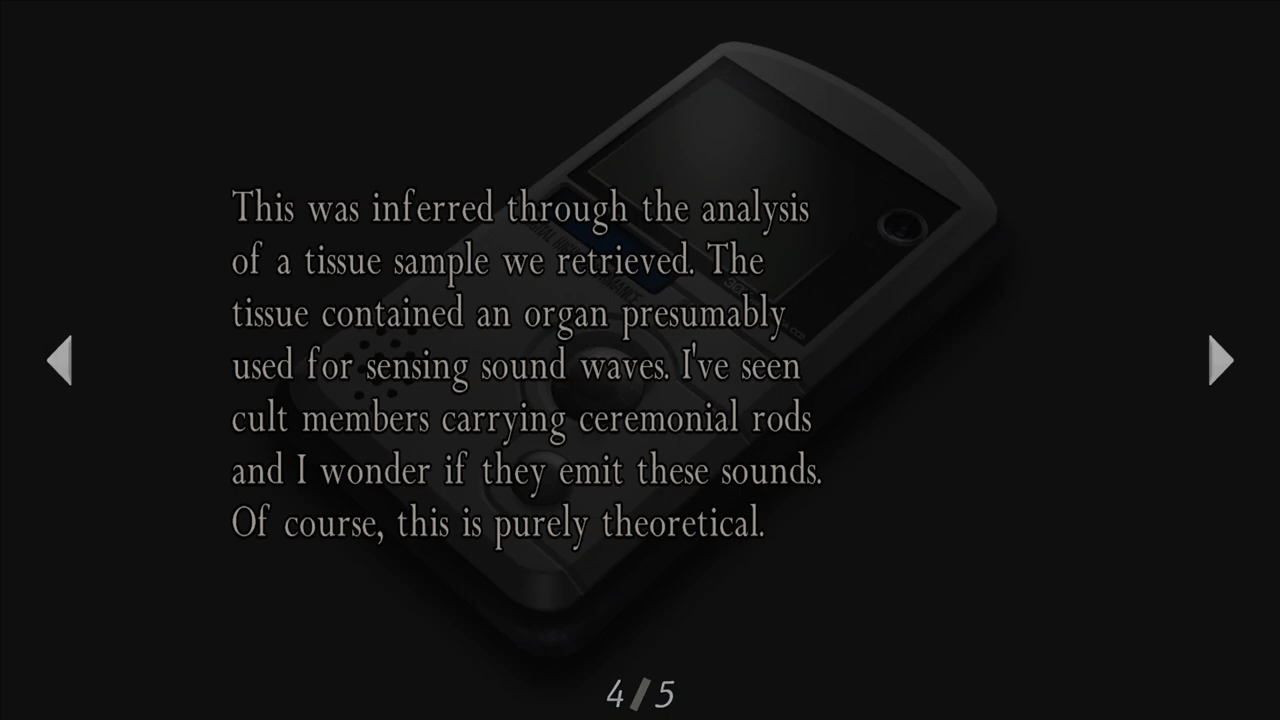 This was inferred through the analysis
of a tissue sample we retrieved. The
tissue contained an organ presumably
used for sensing sound waves. I've seen
cult members carrying ceremonial rods
and I wonder if they emit these sounds.
Of course, this is purely theoretical.
4/5